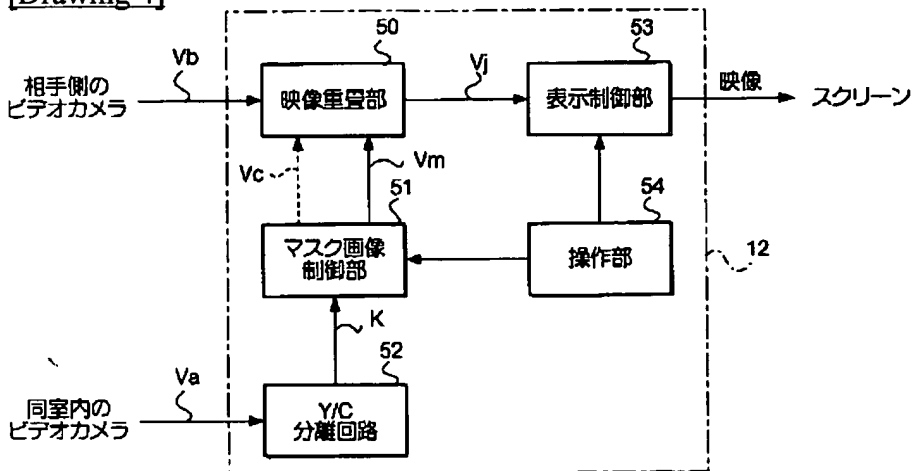 [Drawing 4]
50
53
Vb
Vj
相手側の
ビデオカメラ
映像重畳部
表示制御部
映像
スクリーン
Vc
Vm
51
54
マスク画像
制御部
操作部
12
K
52
Va
同室内の
ビデオカメラ
Y/C
分離回路